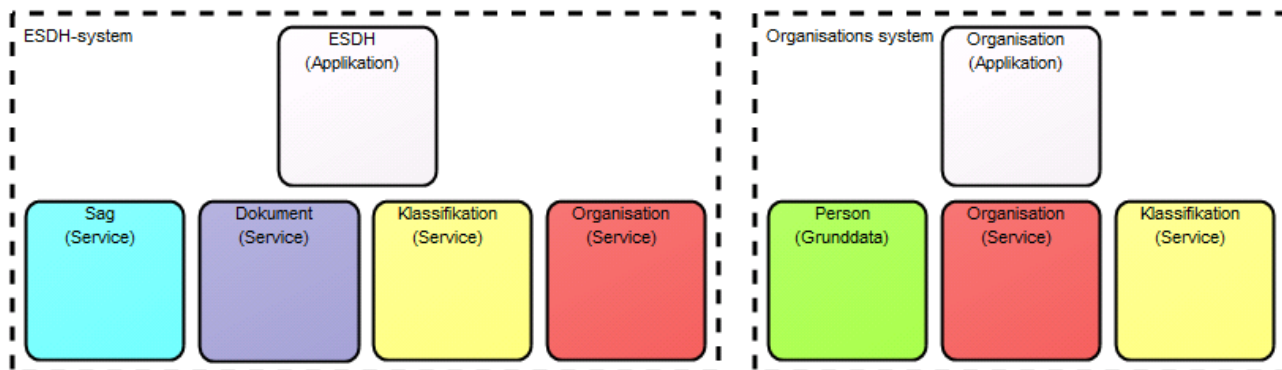 ESDH-system
ESDH
(Applikation)
Sag
(Service)
Dokument
(Service)
Klassifikation
(Service)
Organisation
(Service)
Organisations system
Organisation
(Applikation)
Person
(Grunddata)
Organisation
(Service)
Klassifikation
(Service)